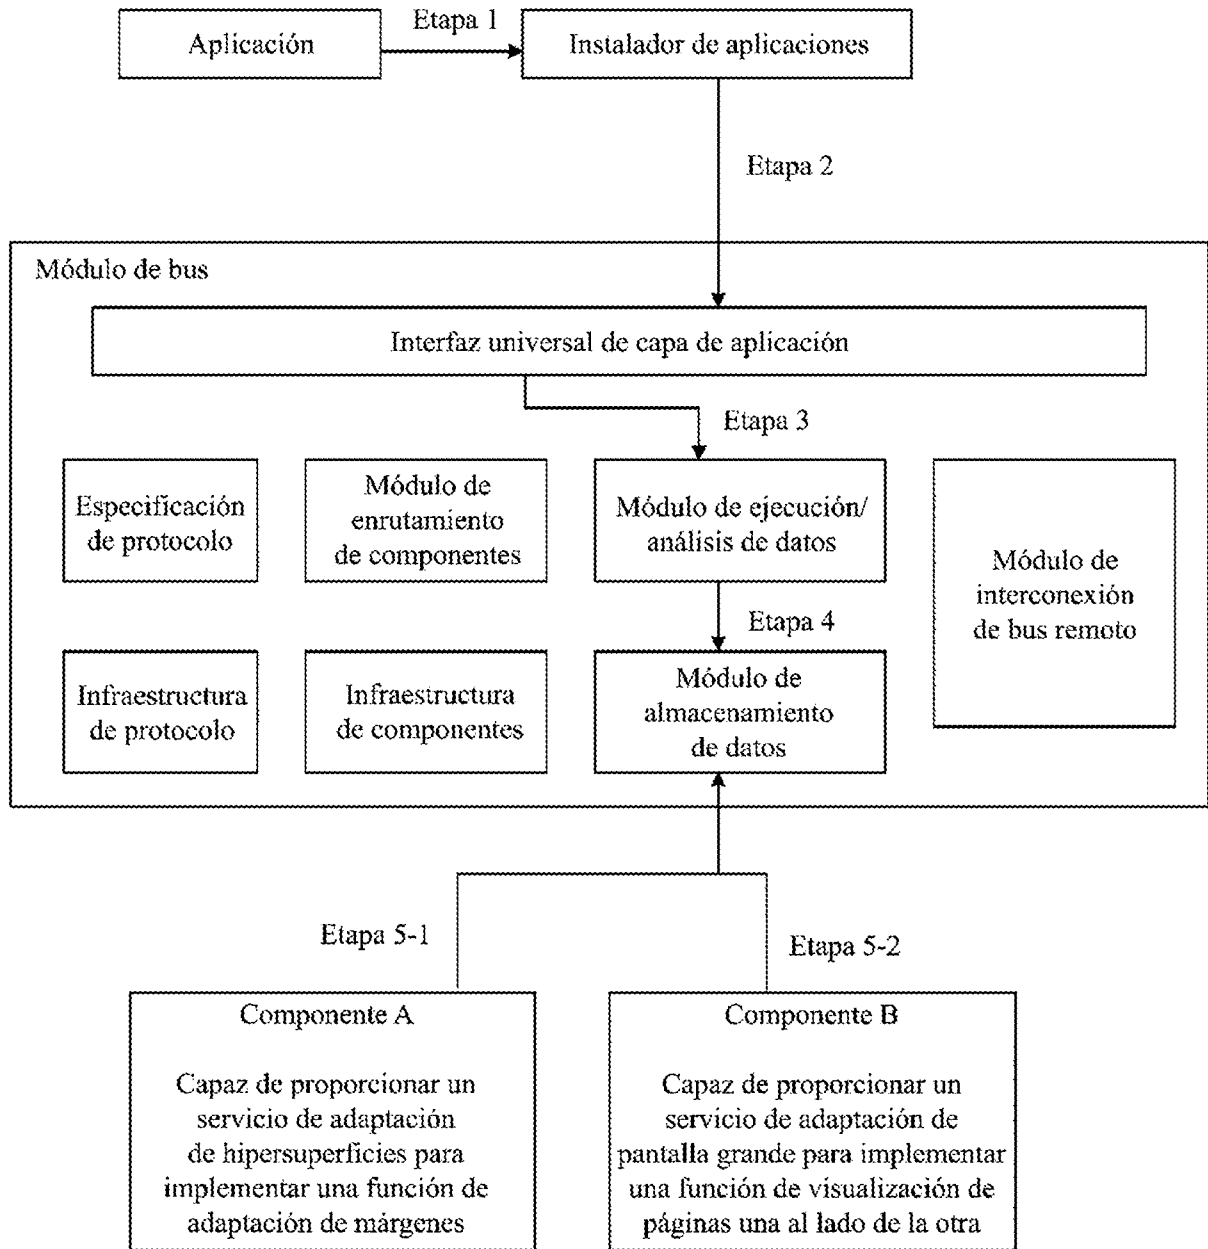 Aplicación
Etapa 1
Instalador de aplicaciones
Etapa 2
Módulo de bus
Interfaz universal de capa de aplicación
Etapa 3
Especificación
de protocolo
Módulo de
enrutamiento
de componentes
Módulo de ejecución/
análisis de datos
Módulo de
interconexión
de bus remoto
Etapa 4
Infraestructura
de protocolo
Infraestructura
de componentes
Módulo de
almacenamiento
de datos
Etapa 5-1
Etapa 5-2
Componente A
Capaz de proporcionar un
servicio de adaptación
de hipersuperficies para
implementar una función de
adaptación de márgenes
Componente B
Capaz de proporcionar un
servicio de adaptación de
pantalla grande para implementar
una función de visualización de
páginas una al lado de la otra